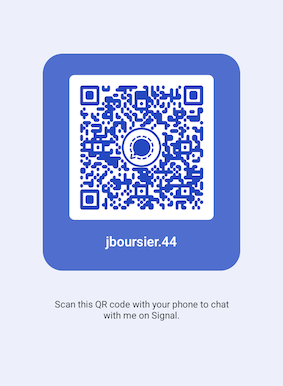 jboursier.44
Scan this QR code with your phone to chat
with me on Signal.